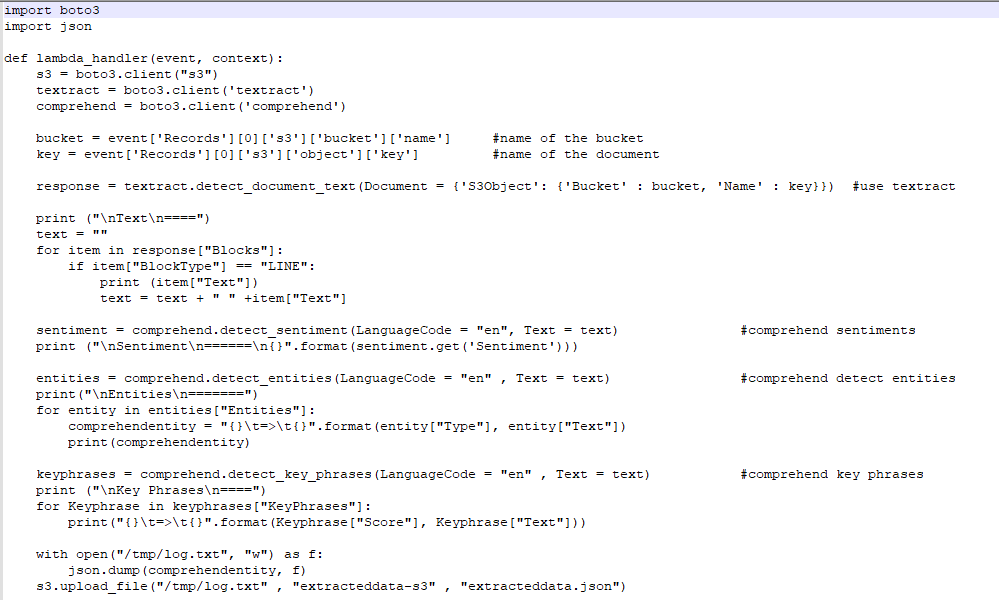 import boto3
import json
def lambda_handler(event, context):
    s3 = boto3.client("s3")
    textract = boto3.client('textract')
    comprehend = boto3.client('comprehend')
    bucket = event['Records'][0]['s3']['bucket']['name']     #name of the bucket
    key = event['Records'][0]['s3']['object']['key']         #name of the document
    response = textract.detect_document_text(Document = {'S3Object': {'Bucket' : bucket, 'Name' : key}})  #use textract
    print ("\nText\n====")
    text = ""
    for item in response["Blocks"]:
        if item["BlockType"] == "LINE":
            print (item["Text"])
            text = text + " " +item["Text"]
    sentiment = comprehend.detect_sentiment(LanguageCode = "en", Text = text)               #comprehend sentiments
    print ("\nSentiment\n======\n{}".format(sentiment.get('Sentiment')))
    entities = comprehend.detect_entities(LanguageCode = "en" , Text = text)                #comprehend detect entities
    print("\nEntities\n=======")
    for entity in entities["Entities"]:
        comprehendentity = "{}\t=>\t{}".format(entity["Type"], entity["Text"])
        print(comprehendentity)
    keyphrases = comprehend.detect_key_phrases(LanguageCode = "en" , Text = text)           #comprehend key phrases
    print ("\nKey Phrases\n====")
    for Keyphrase in keyphrases["KeyPhrases"]:
        print("{}\t=>\t{}".format(Keyphrase["Score"], Keyphrase["Text"]))
    with open("/tmp/log.txt", "w") as f:
        json.dump(comprehendentity, f)
    s3.upload_file("/tmp/log.txt" , "extracteddata-s3" , "extracteddata.json")